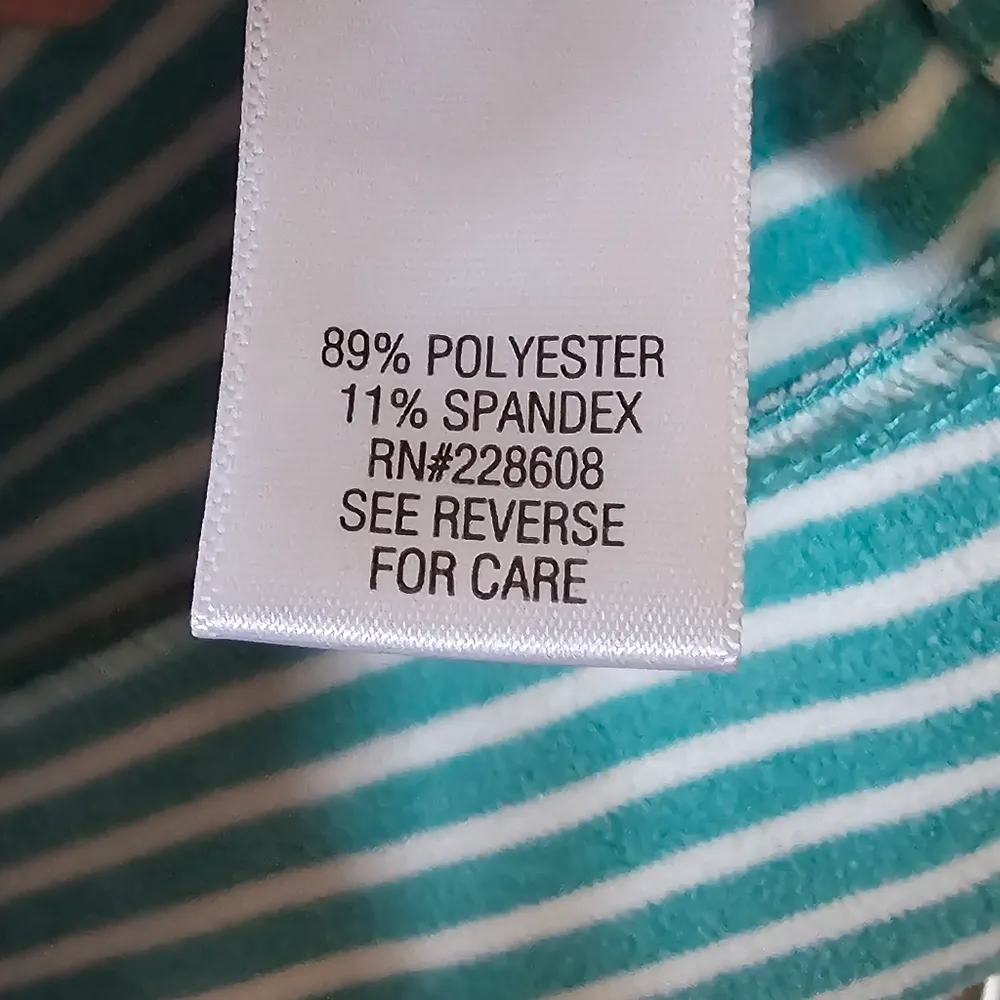 89% POLYESTER
11% SPANDEX
RN#228608
SEE REVERSE
FOR CARE